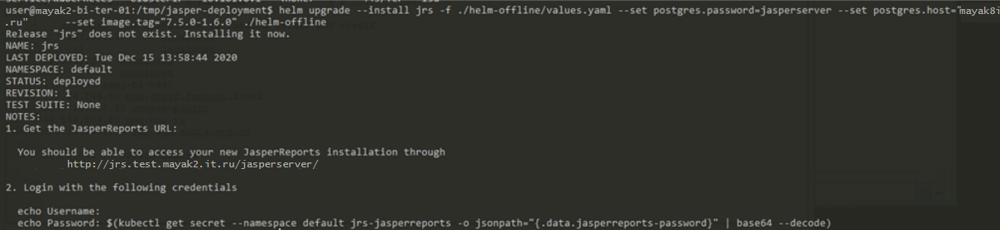 user@mayak2-bi-ter-01:/tmp/jasper-deployment$ helm upgrade --install jrs -f ./helm-offline/values.yaml --set postgres.password=jasperserver --set postgres.host="mayak8i
.ru" --set image.tag="7.5.0-1.6.0" ./helm-offline
Release "jrs" does not exist. Installing it now.
NAME: jrs
LAST DEPLOYED: Tue Dec 15 13:58:44 2020
NAMESPACE: default
STATUS: deployed
REVISION: 1
TEST SUITE: None
NOTES:
1. Get the JasperReports URL:
You should be able to access your new JasperReports installation through
http://jrs.test.mayak2.it.ru/jasperserver/
2. Login with the following credentials
echo Username:
echo Password: $(kubectl get secret --namespace default jrs-jasperreports -o jsonpath="{.data.jasperreports-password}" | base64 --decode)